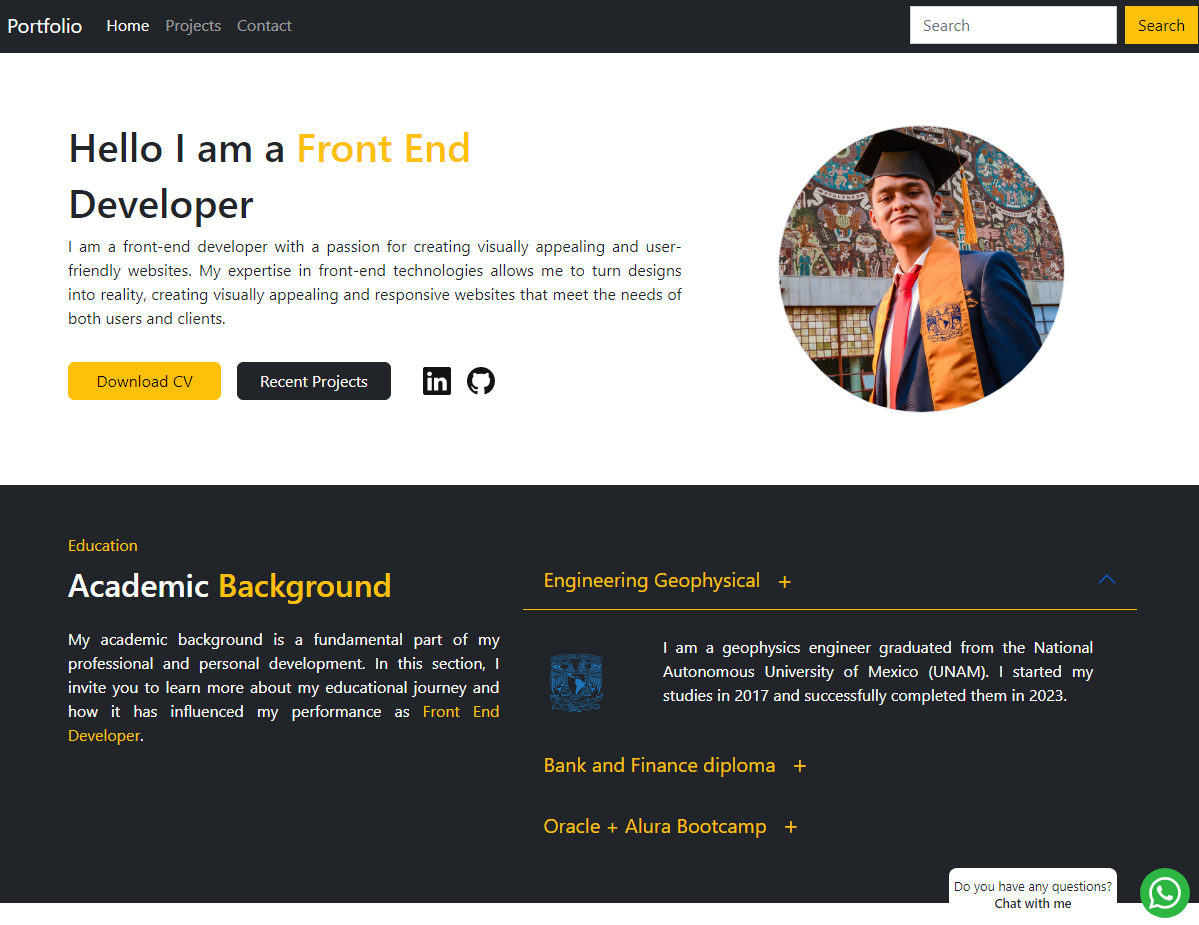 Portfolio Home Projects Contact Search Search
Hello I am a Front End
Developer
I am a front-end developer with a passion for creating visually appealing and user-
friendly websites. My expertise in front-end technologies allows me to turn designs
into reality, creating visually appealing and responsive websites that meet the needs of
both users and clients.
Download CV Recent Projects in
Education
Academic Background
My academic background is a fundamental part of my
professional and personal development. In this section, I
invite you to learn more about my educational journey and
how it has influenced my performance as Front End
Developer.
Engineering Geophysical +
I am a geophysics engineer graduated from the National
Autonomous University of Mexico (UNAM). I started my
studies in 2017 and successfully completed them in 2023.
Bank and Finance diploma +
Oracle + Alura Bootcamp +
Do you have any questions?
Chat with me